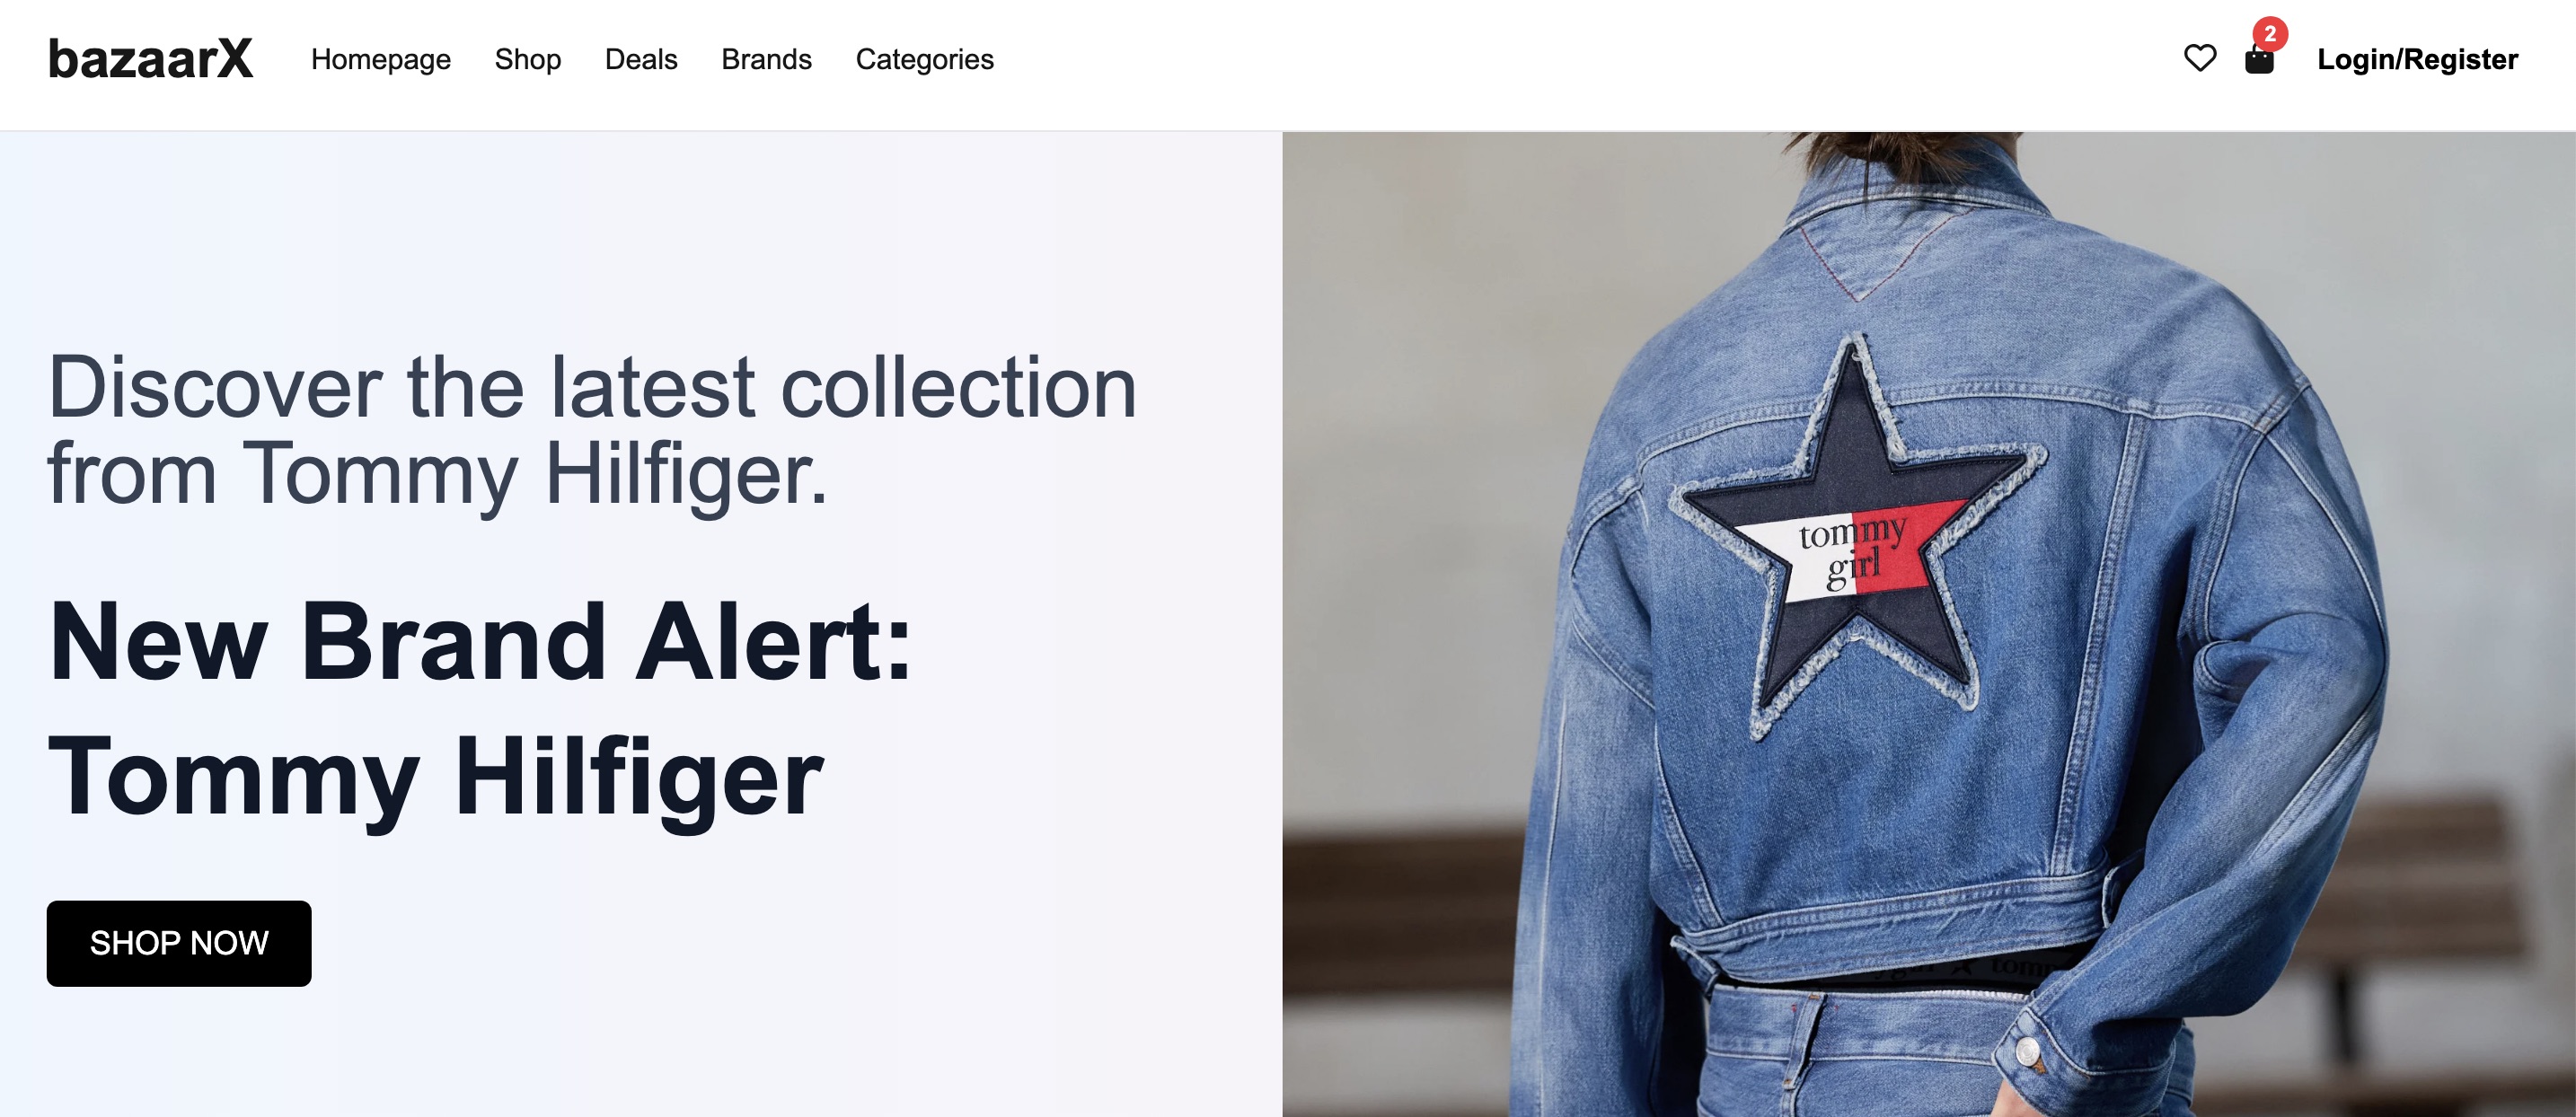 bazaarX Homepage Shop Deals Brands Categories 2 Login/Register
Discover the latest collection
from Tommy Hilfiger.
New Brand Alert:
Tommy Hilfiger
SHOP NOW
tommy
girl